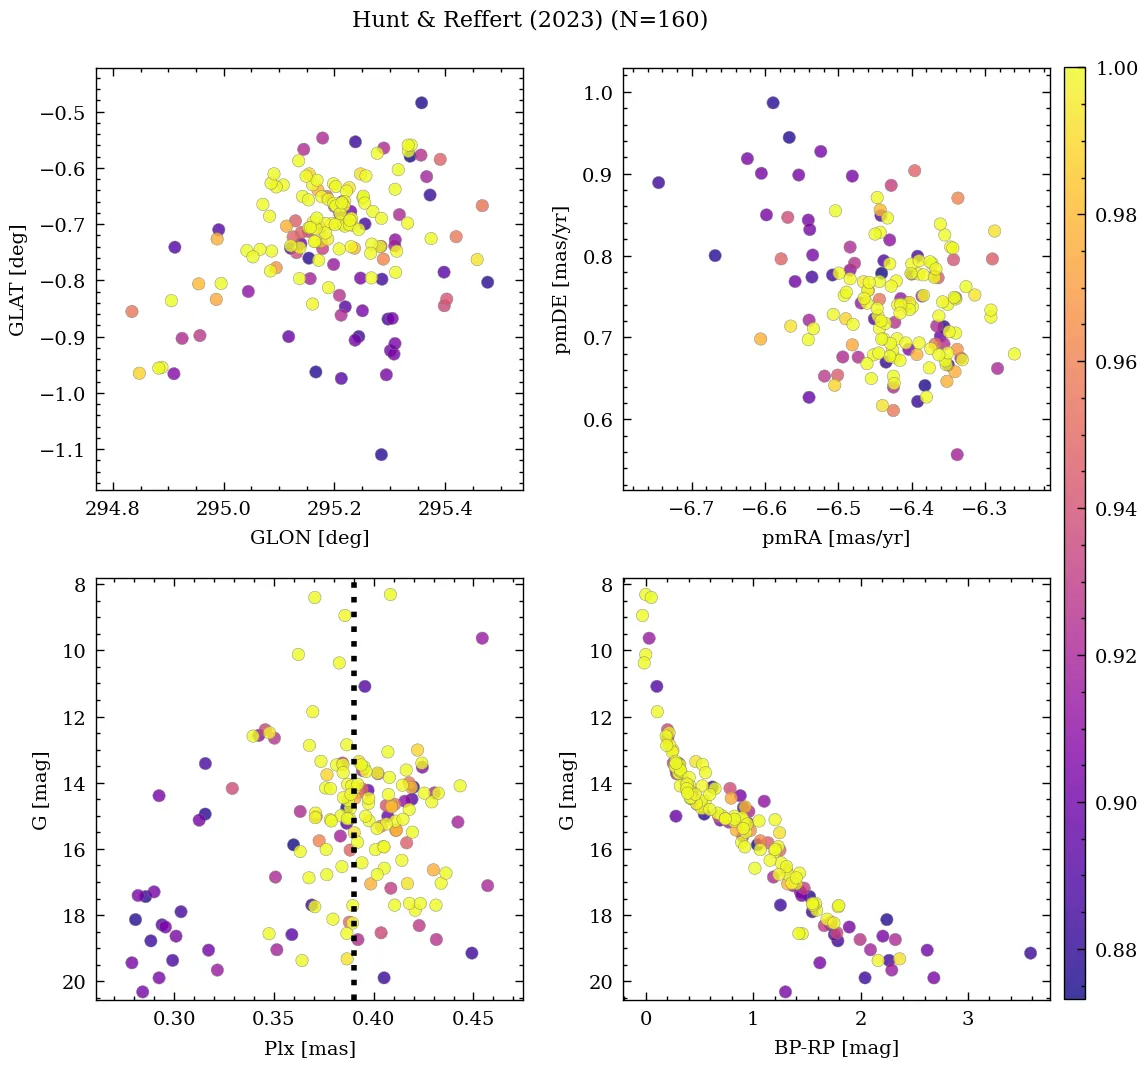 Hunt & Reffert (2023) (N=160)
−0.5
−0.6
−0.7
−0.8
−0.9
−1.0
−1.1
GLAT [deg]
294.8 295.0 295.2 295.4
GLON [deg]
1.0
0.9
0.8
0.7
0.6
pmDE [mas/yr]
−6.7 −6.6 −6.5 −6.4 −6.3
pmRA [mas/yr]
8
10
12
14
16
18
20
G [mag]
0.30 0.35 0.40 0.45
Plx [mas]
8
10
12
14
16
18
20
G [mag]
0 1 2 3
BP-RP [mag]
1.00
0.98
0.96
0.94
0.92
0.90
0.88